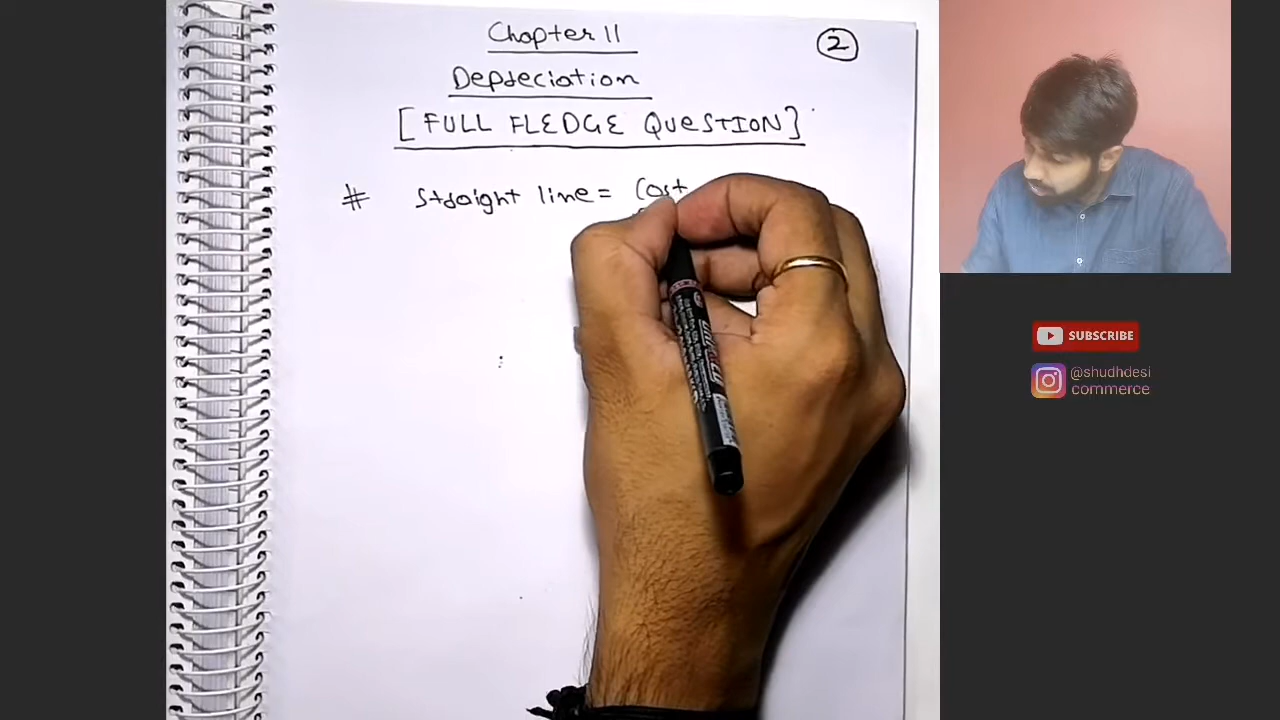 Chapter 11
②
Depreciation
[FULL FLEDGE QUESTION]
# Straight line = Cost
SUBSCRIBE
@shudhdesi
commerce